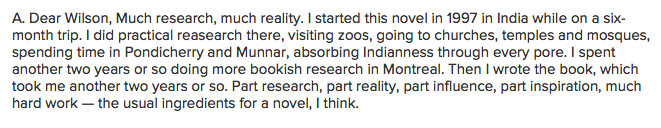 A. Dear Wilson, Much research, much reality. I started this novel in 1997 in India while on a six-
month trip. I did practical reasearch there, visiting zoos, going to churches, temples and mosques,
spending time in Pondicherry and Munnar, absorbing Indianness through every pore. I spent
another two years or so doing more bookish research in Montreal. Then I wrote the book, which
took me another two years or so. Part research, part reality, part influence, part inspiration, much
hard work — the usual ingredients for a novel, I think.